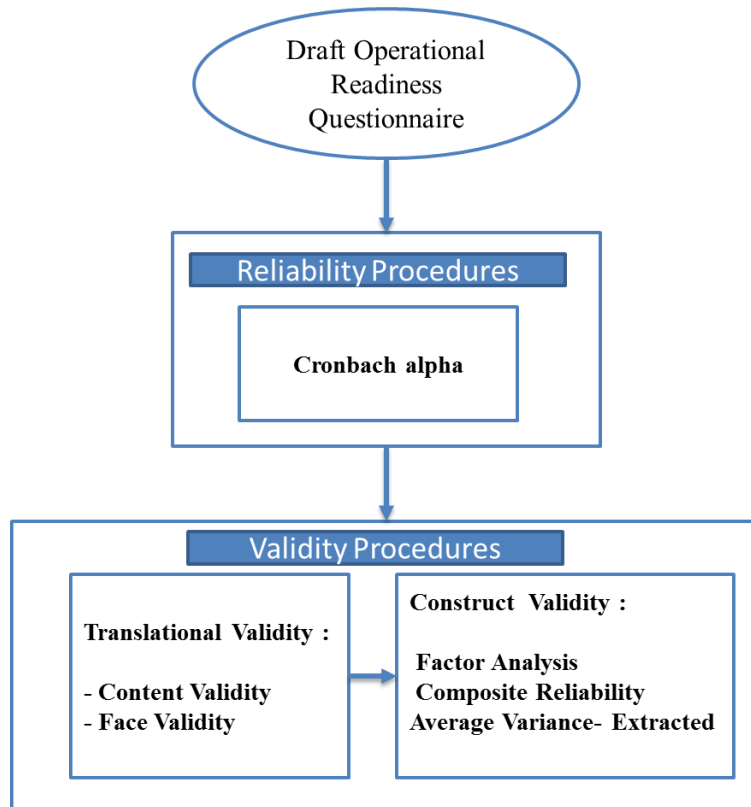 Draft Operational
Readiness
Questionnaire
Reliability Procedures
Cronbach alpha
Validity Procedures
Translational Validity :
- Content Validity
- Face Validity
Construct Validity :
Factor Analysis
Composite Reliability
Average Variance- Extracted